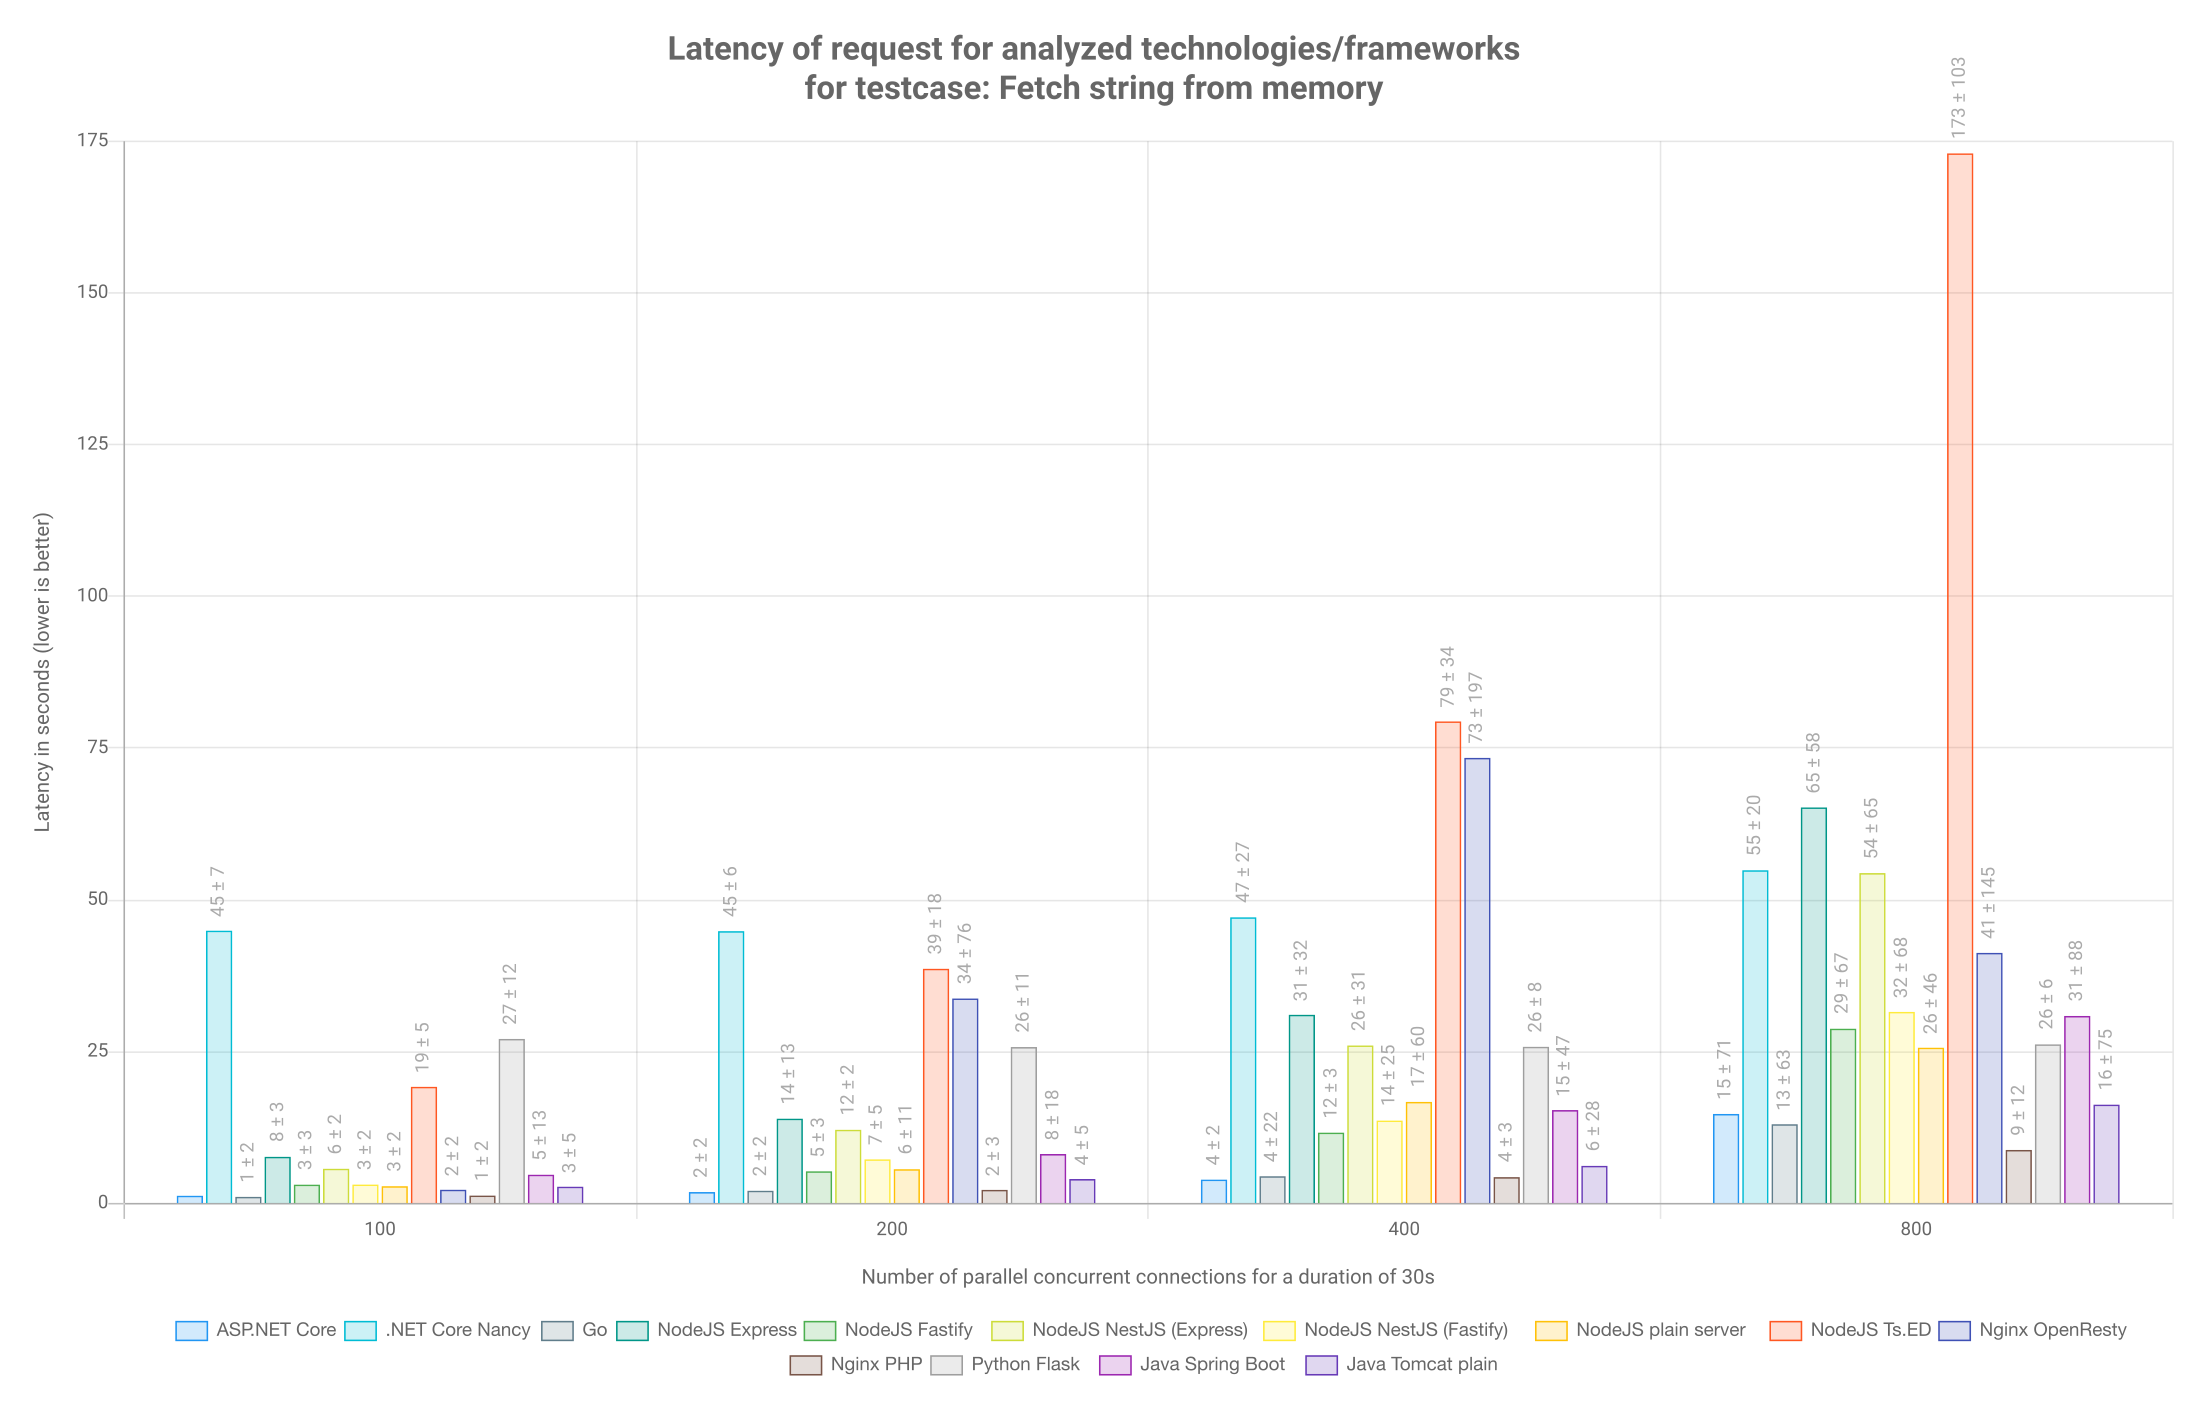 Latency of request for analyzed technologies/frameworks
for testcase: Fetch string from memory
Latency in seconds (lower is better)
175
150
125
100
75
50
25
0
45 ± 7
1 ± 2
8 ± 3
3 ± 3
6 ± 2
3 ± 2
3 ± 2
19 ± 5
2 ± 2
1 ± 2
27 ± 12
5 ± 13
3 ± 5
2 ± 2
45 ± 6
2 ± 2
14 ± 13
5 ± 3
12 ± 2
7 ± 5
6 ± 11
39 ± 18
34 ± 76
2 ± 3
26 ± 11
8 ± 18
4 ± 5
4 ± 2
47 ± 27
4 ± 22
31 ± 32
12 ± 3
26 ± 31
14 ± 25
17 ± 60
79 ± 34
73 ± 197
4 ± 3
26 ± 8
15 ± 47
6 ± 28
15 ± 71
55 ± 20
13 ± 63
65 ± 58
29 ± 67
54 ± 65
32 ± 68
26 ± 46
173 ± 103
41 ± 145
9 ± 12
26 ± 6
31 ± 88
16 ± 75
100
200
400
800
Number of parallel concurrent connections for a duration of 30s
ASP.NET Core .NET Core Nancy Go NodeJS Express NodeJS Fastify NodeJS NestJS (Express) NodeJS NestJS (Fastify) NodeJS plain server NodeJS Ts.ED Nginx OpenResty
Nginx PHP Python Flask Java Spring Boot Java Tomcat plain